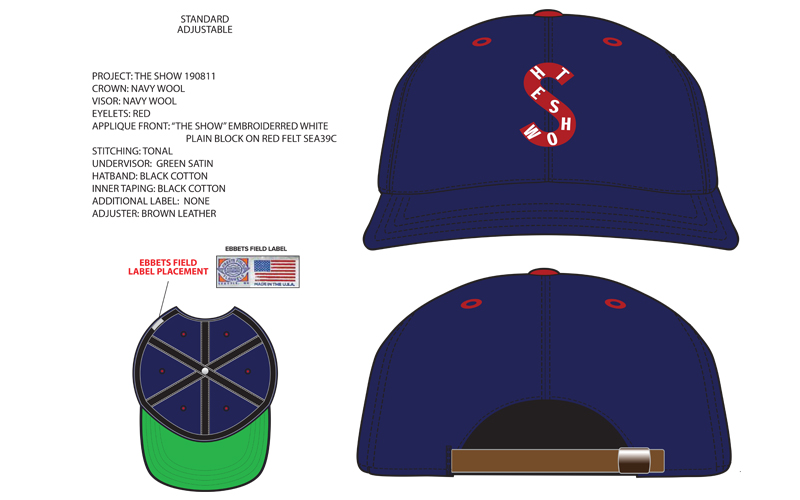 STANDARD
ADJUSTABLE
PROJECT: THE SHOW 190811
CROWN: NAVY WOOL
VISOR: NAVY WOOL
EYELETS: RED
APPLIQUE FRONT: “THE SHOW” EMBROIDERRED WHITE
PLAIN BLOCK ON RED FELT SEA39C
STITCHING: TONAL
UNDERVISOR: GREEN SATIN
HATBAND: BLACK COTTON
INNER TAPING: BLACK COTTON
ADDITIONAL LABEL: NONE
ADJUSTER: BROWN LEATHER
THE SHOW
EBBETS FIELD LABEL
EBBETS FIELD
LABEL PLACEMENT
MADE IN THE U.S.A.